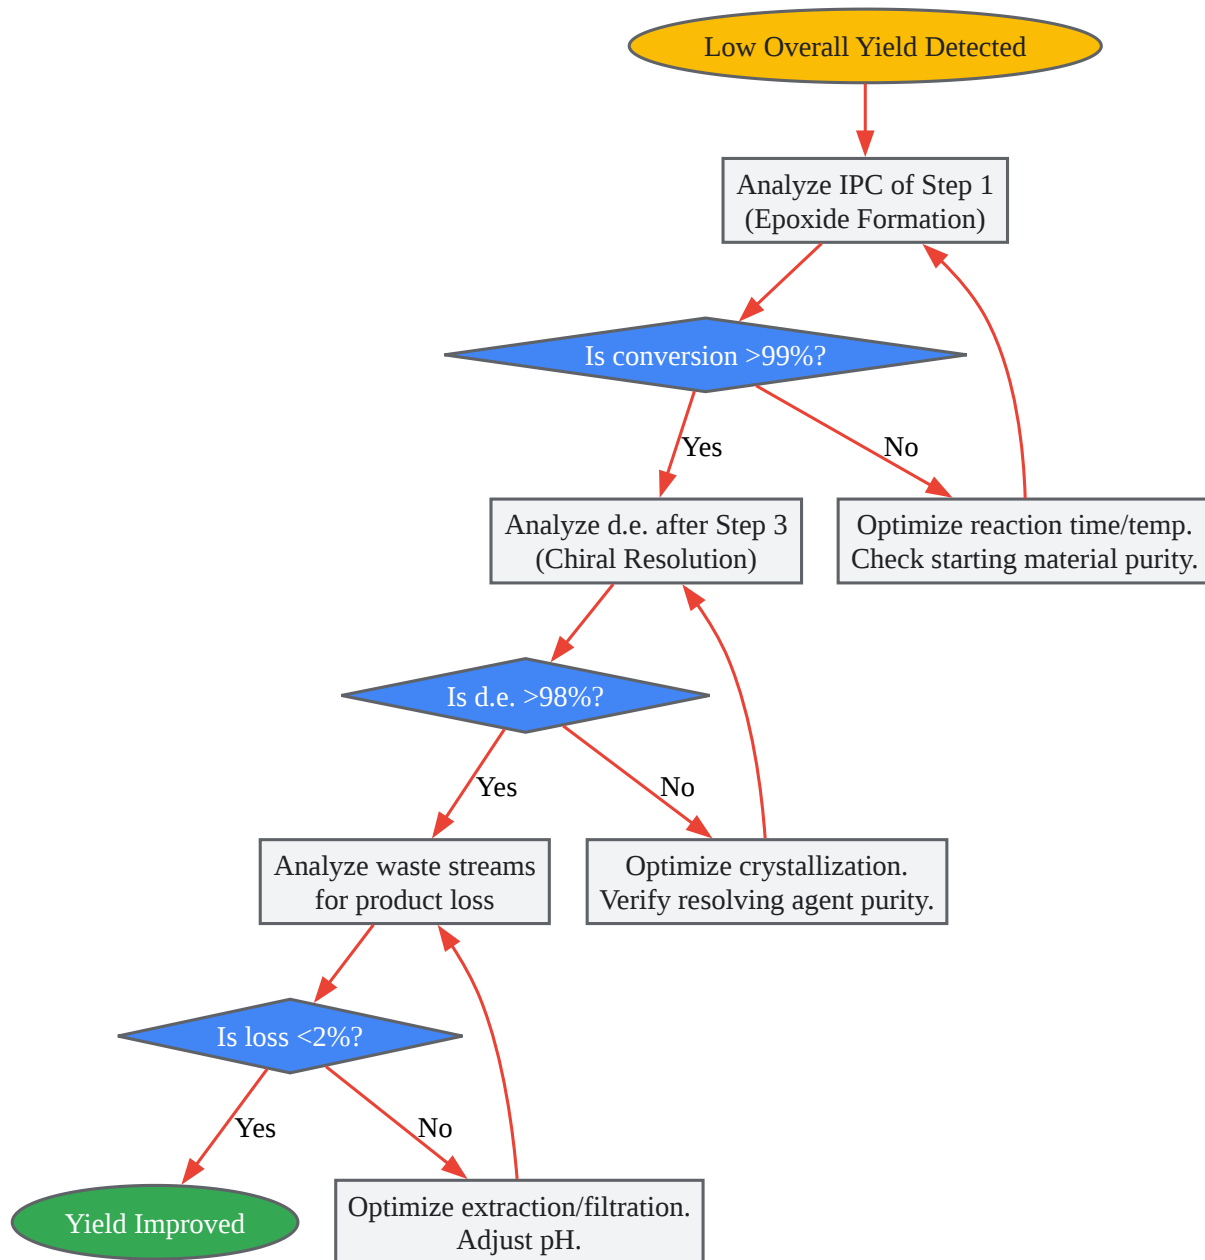 Low Overall Yield Detected
Analyze IPC of Step 1
(Epoxide Formation)
Is conversion >99%?
Yes
No
Analyze d.e. after Step 3
(Chiral Resolution)
Optimize reaction time/temp.
Check starting material purity.
Is d.e. >98%?
Yes
No
Analyze waste streams
for product loss
Optimize crystallization.
Verify resolving agent purity.
Is loss <2%?
Yes
No
Yield Improved
Optimize extraction/filtration.
Adjust pH.